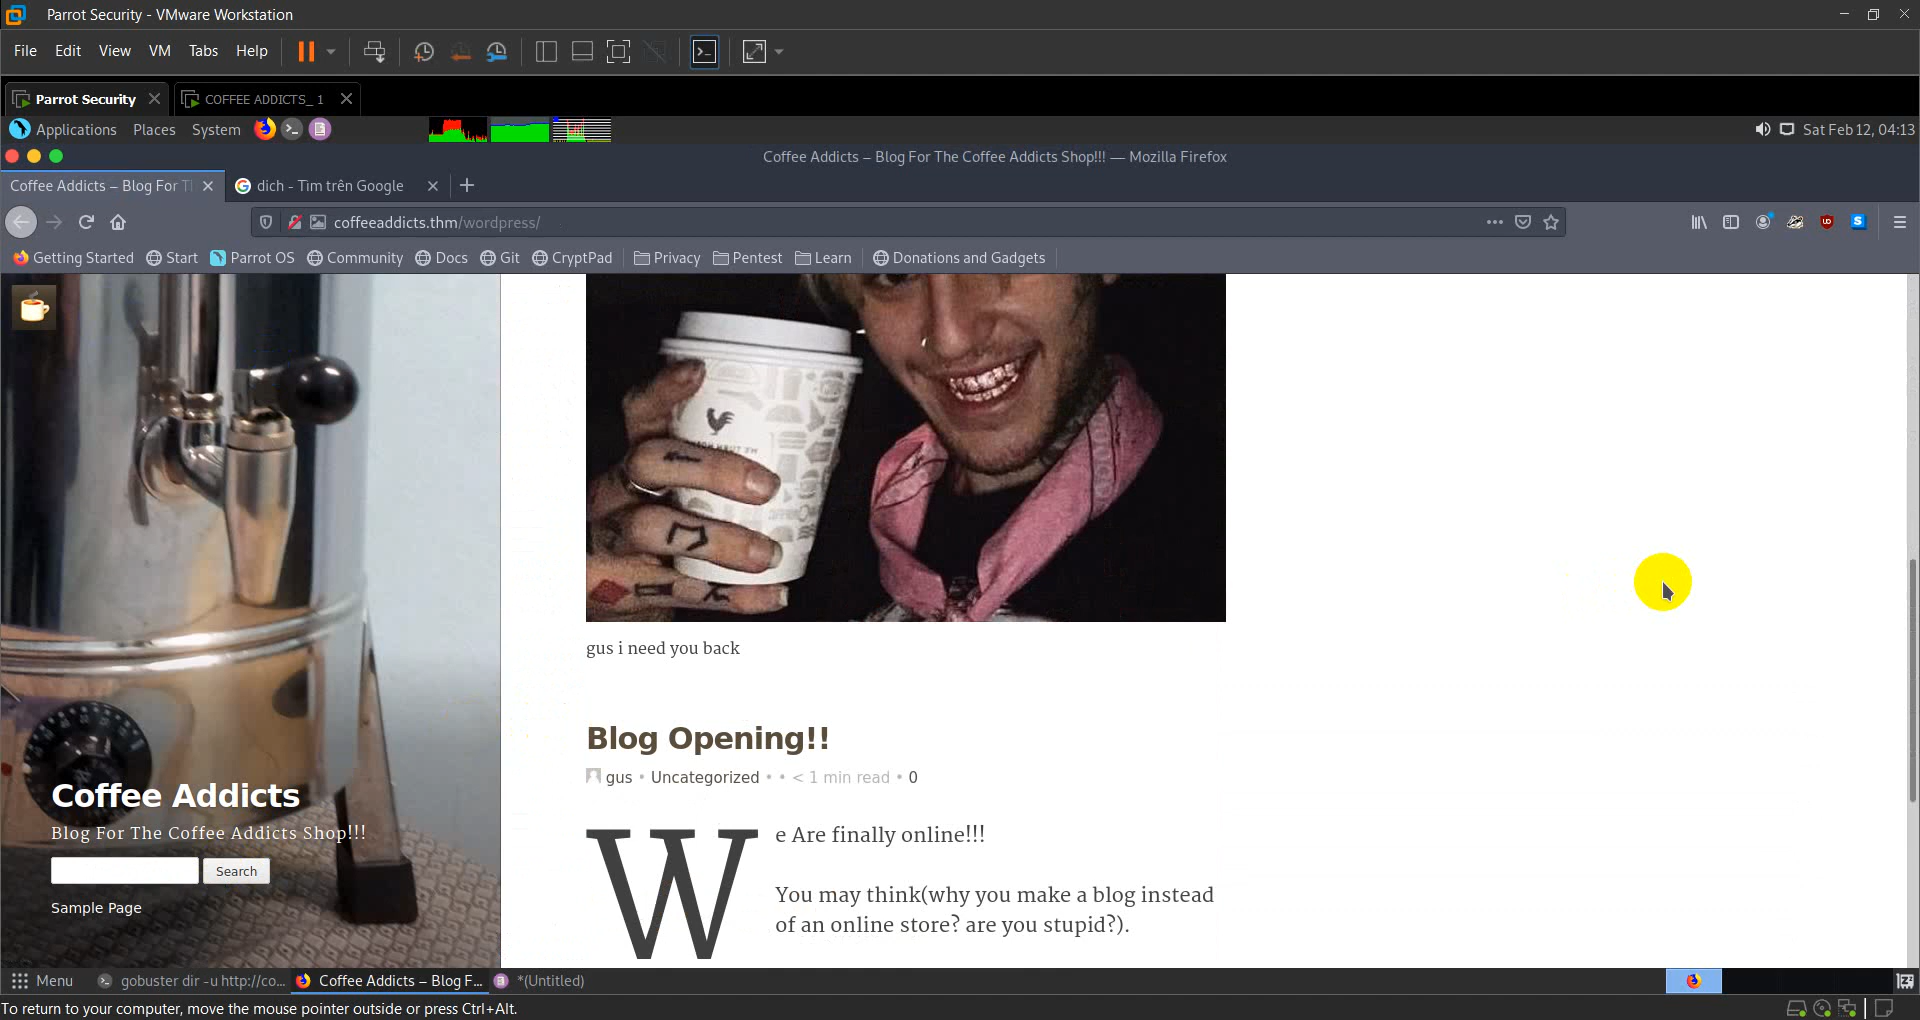 Parrot Security - VMware Workstation
File Edit View VM Tabs Help
Parrot Security COFFEE ADDICTS_ 1
Applications Places System Sat Feb 12, 04:13
Coffee Addicts – Blog For The Coffee Addicts Shop!!! — Mozilla Firefox
Coffee Addicts – Blog For T dich - Tìm trên Google
coffeeaddicts.thm/wordpress/
Getting Started Start Parrot OS Community Docs Git CryptPad Privacy Pentest Learn Donations and Gadgets
gus i need you back
Blog Opening!!
gus • Uncategorized • • < 1 min read • 0
We Are finally online!!!
You may think(why you make a blog instead
of an online store? are you stupid?).
Coffee Addicts
Blog For The Coffee Addicts Shop!!!
Search
Sample Page
Menu gobuster dir -u http://co... Coffee Addicts – Blog F... *(Untitled)
To return to your computer, move the mouse pointer outside or press Ctrl+Alt.